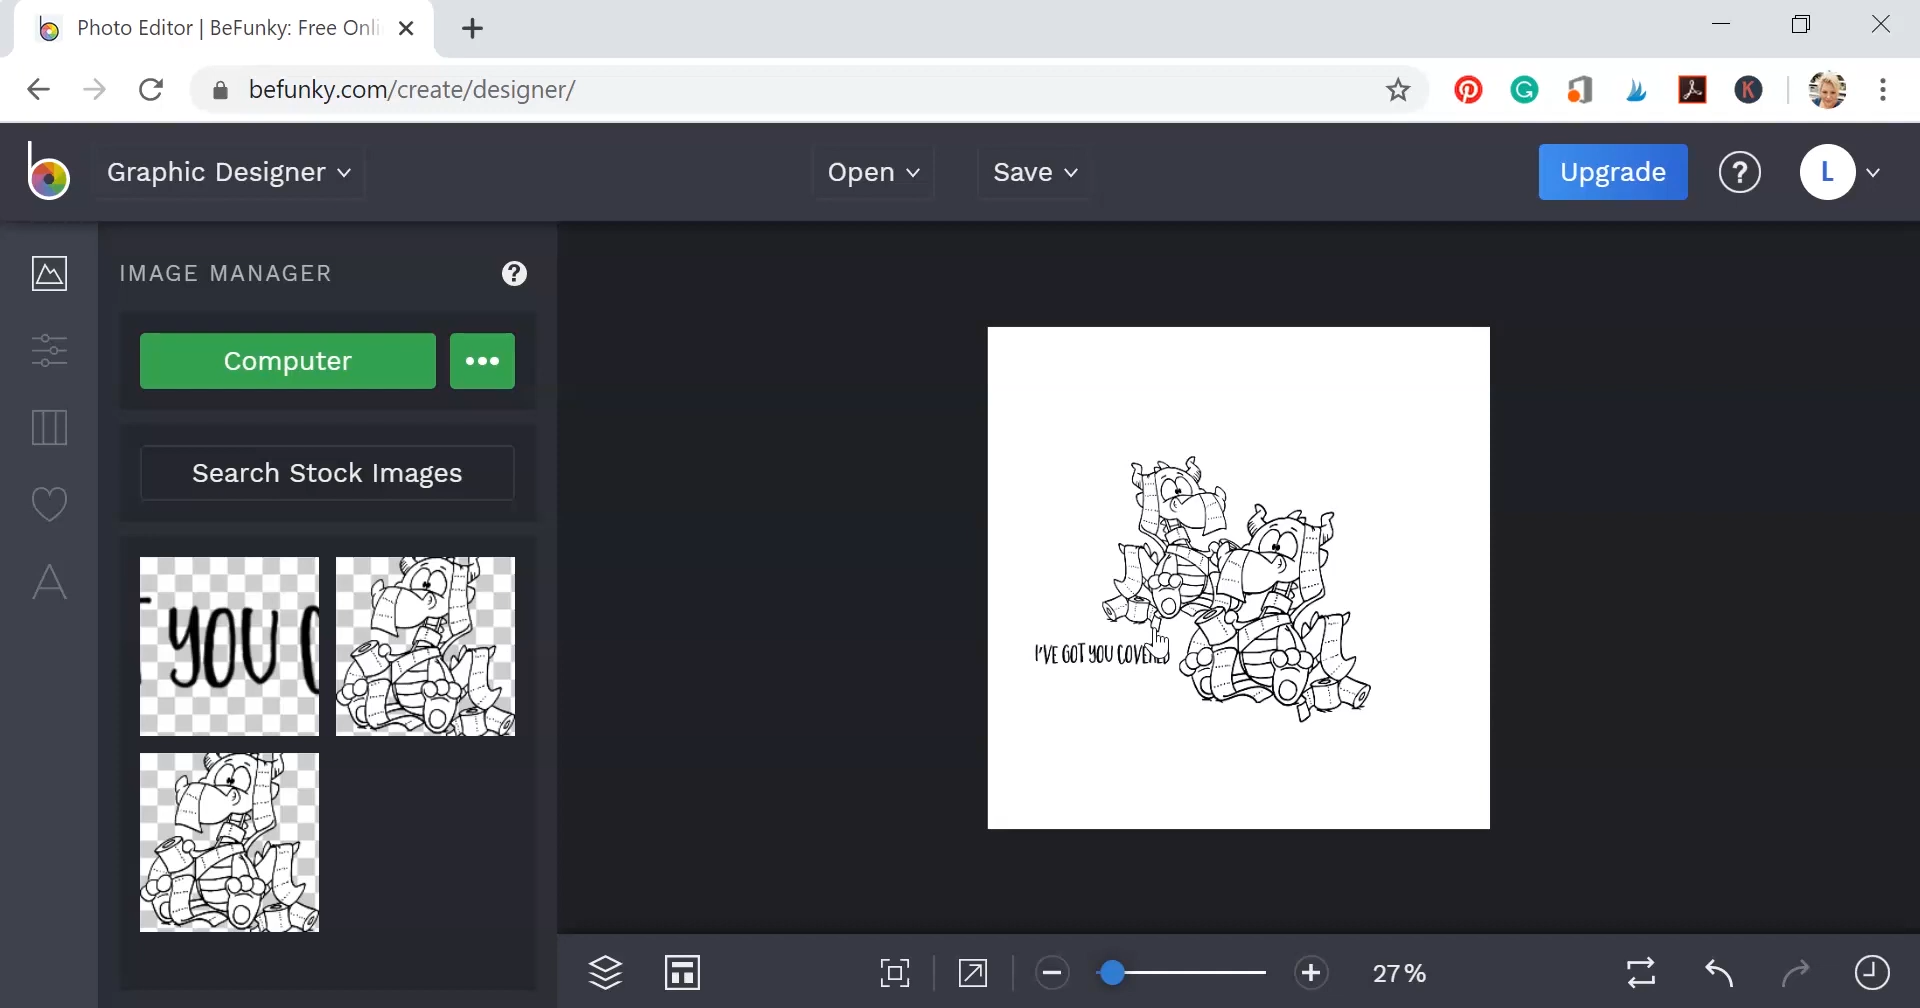 Photo Editor | BeFunky: Free Onli
befunky.com/create/designer/
Graphic Designer
Open
Save
Upgrade
?
L
IMAGE MANAGER
?
Computer
Search Stock Images
YOU
I'VE GOT YOU COVERED
27%